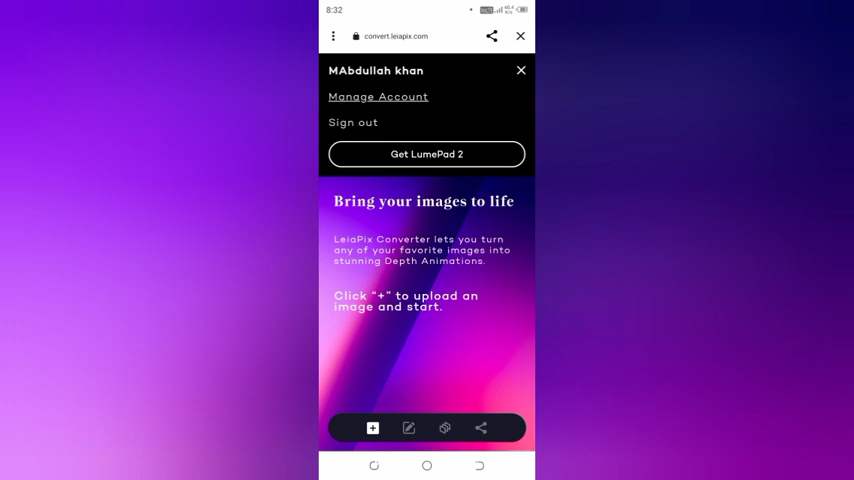 8:32
convert.leiapix.com
MAbdullah khan
Manage Account
Sign out
Get LumePad 2
Bring your images to life
LeiaPix Converter lets you turn
any of your favorite images into
stunning Depth Animations.
Click “+” to upload an
image and start.